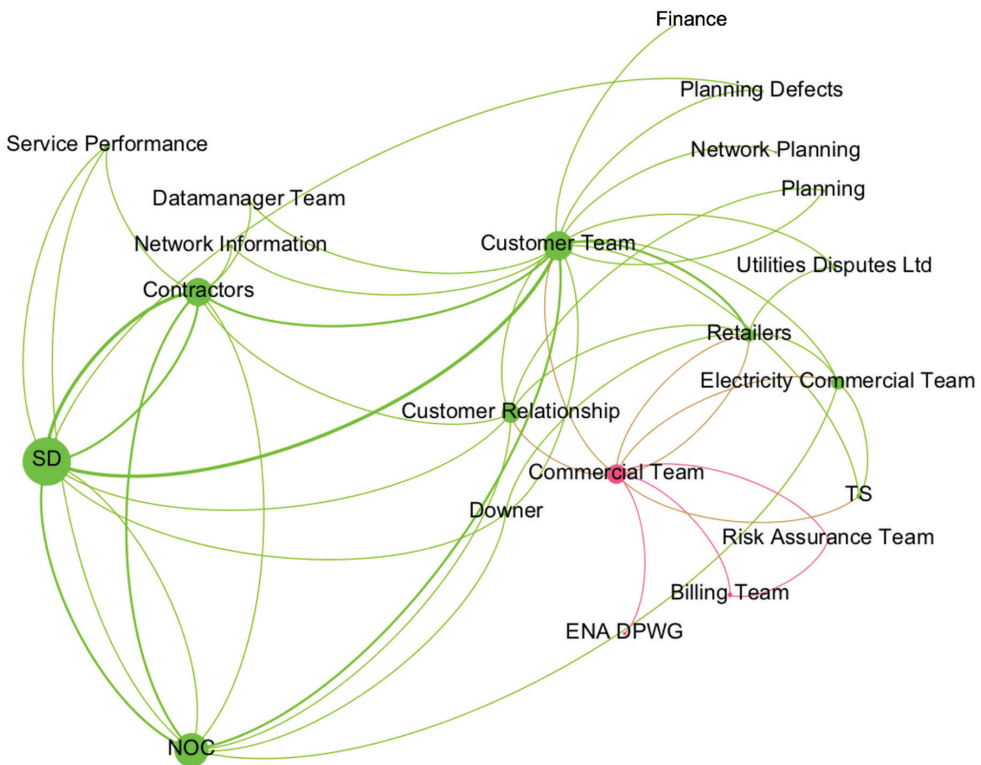 Finance
Planning Defects
Service Performance
Network Planning
Planning
Datamanager Team
Network Information
Customer Team
Utilities Disputes Ltd
Contractors
Retailers
Electricity Commercial Team
Customer Relationship
SD
Commercial Team
TS
Downer
Risk Assurance Team
Billing Team
ENA DPWG
NOC